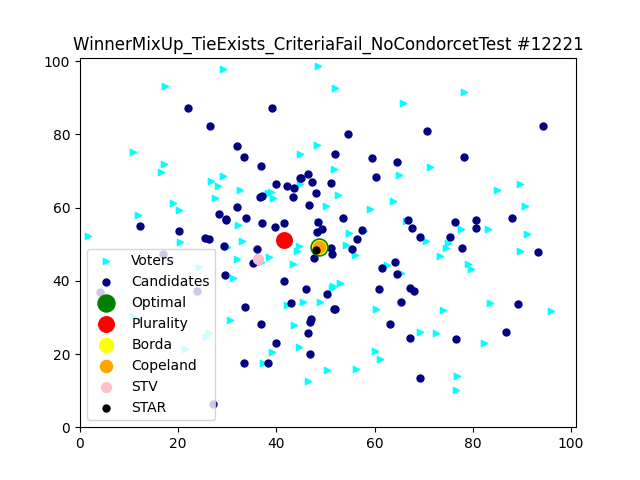 WinnerMixUp_TieExists_CriteriaFail_NoCondorcetTest #12221
100
80
60
40
20
0
Voters
Candidates
Optimal
Plurality
Borda
Copeland
STV
STAR
0 20 40 60 80 100